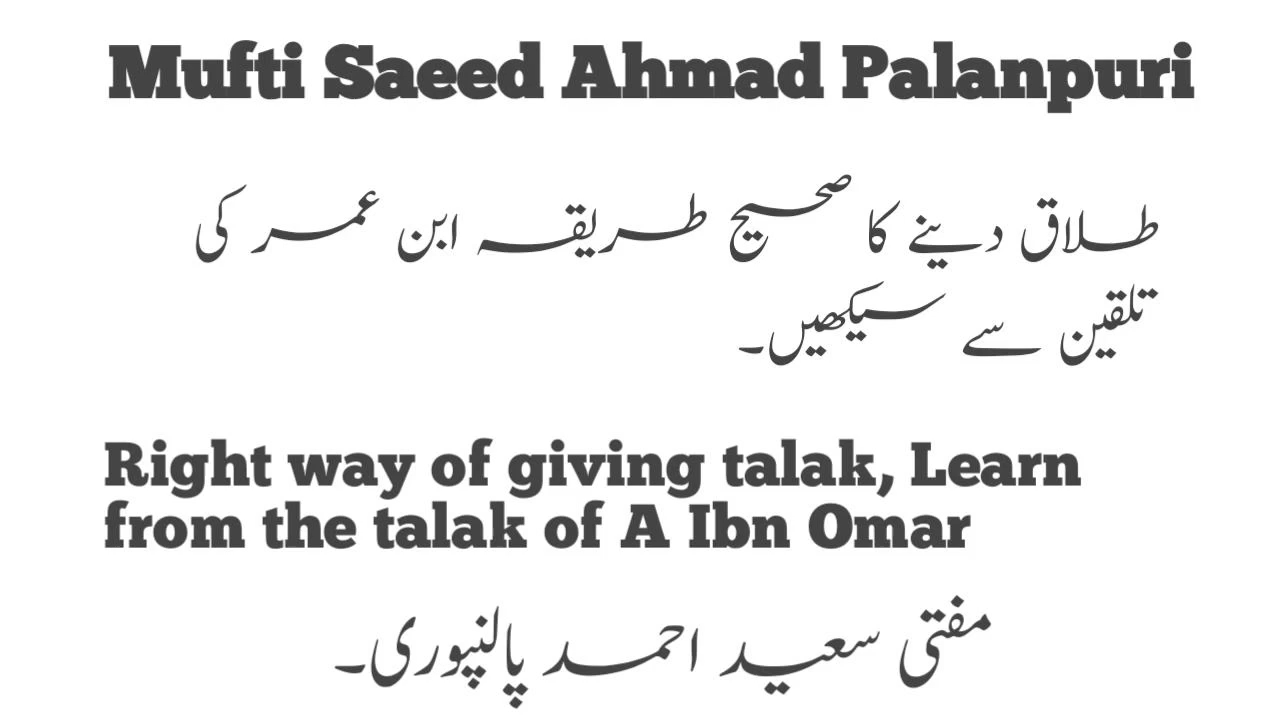 Mufti Saeed Ahmad Palanpuri
طلاق دینے کا صحیح طریقہ ابن عمر کی
تلقین سے سیکھیں۔
Right way of giving talak, Learn
from the talak of A Ibn Omar
مفتی سعید احمد پالنپوری۔